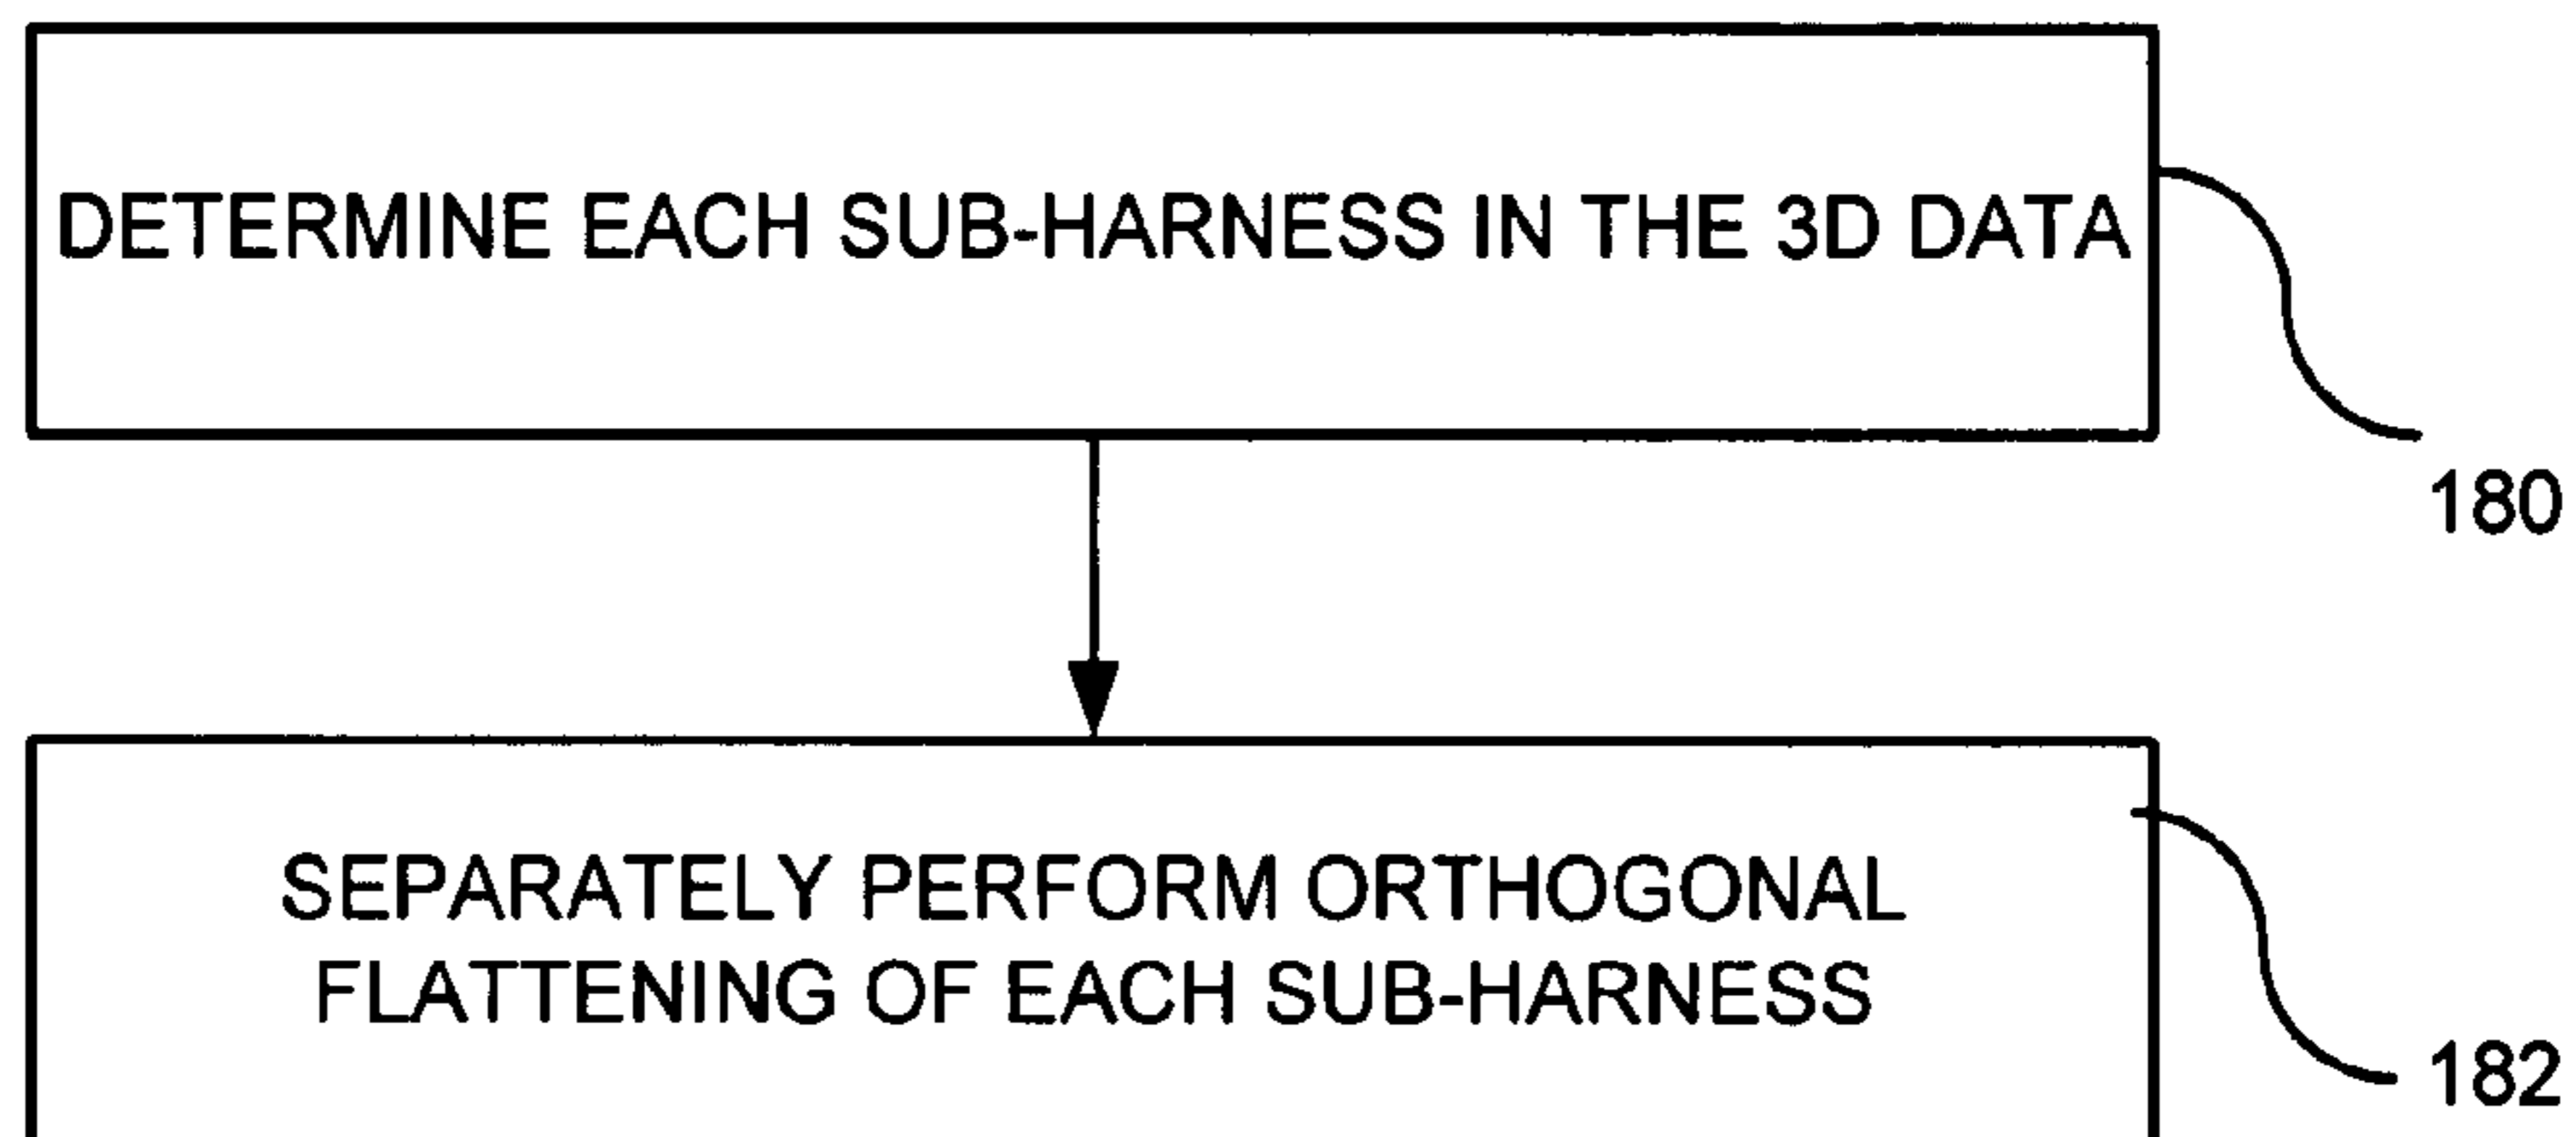 DETERMINE EACH SUB-HARNESS IN THE 3D DATA
180
SEPARATELY PERFORM ORTHOGONAL
FLATTENING OF EACH SUB-HARNESS
182